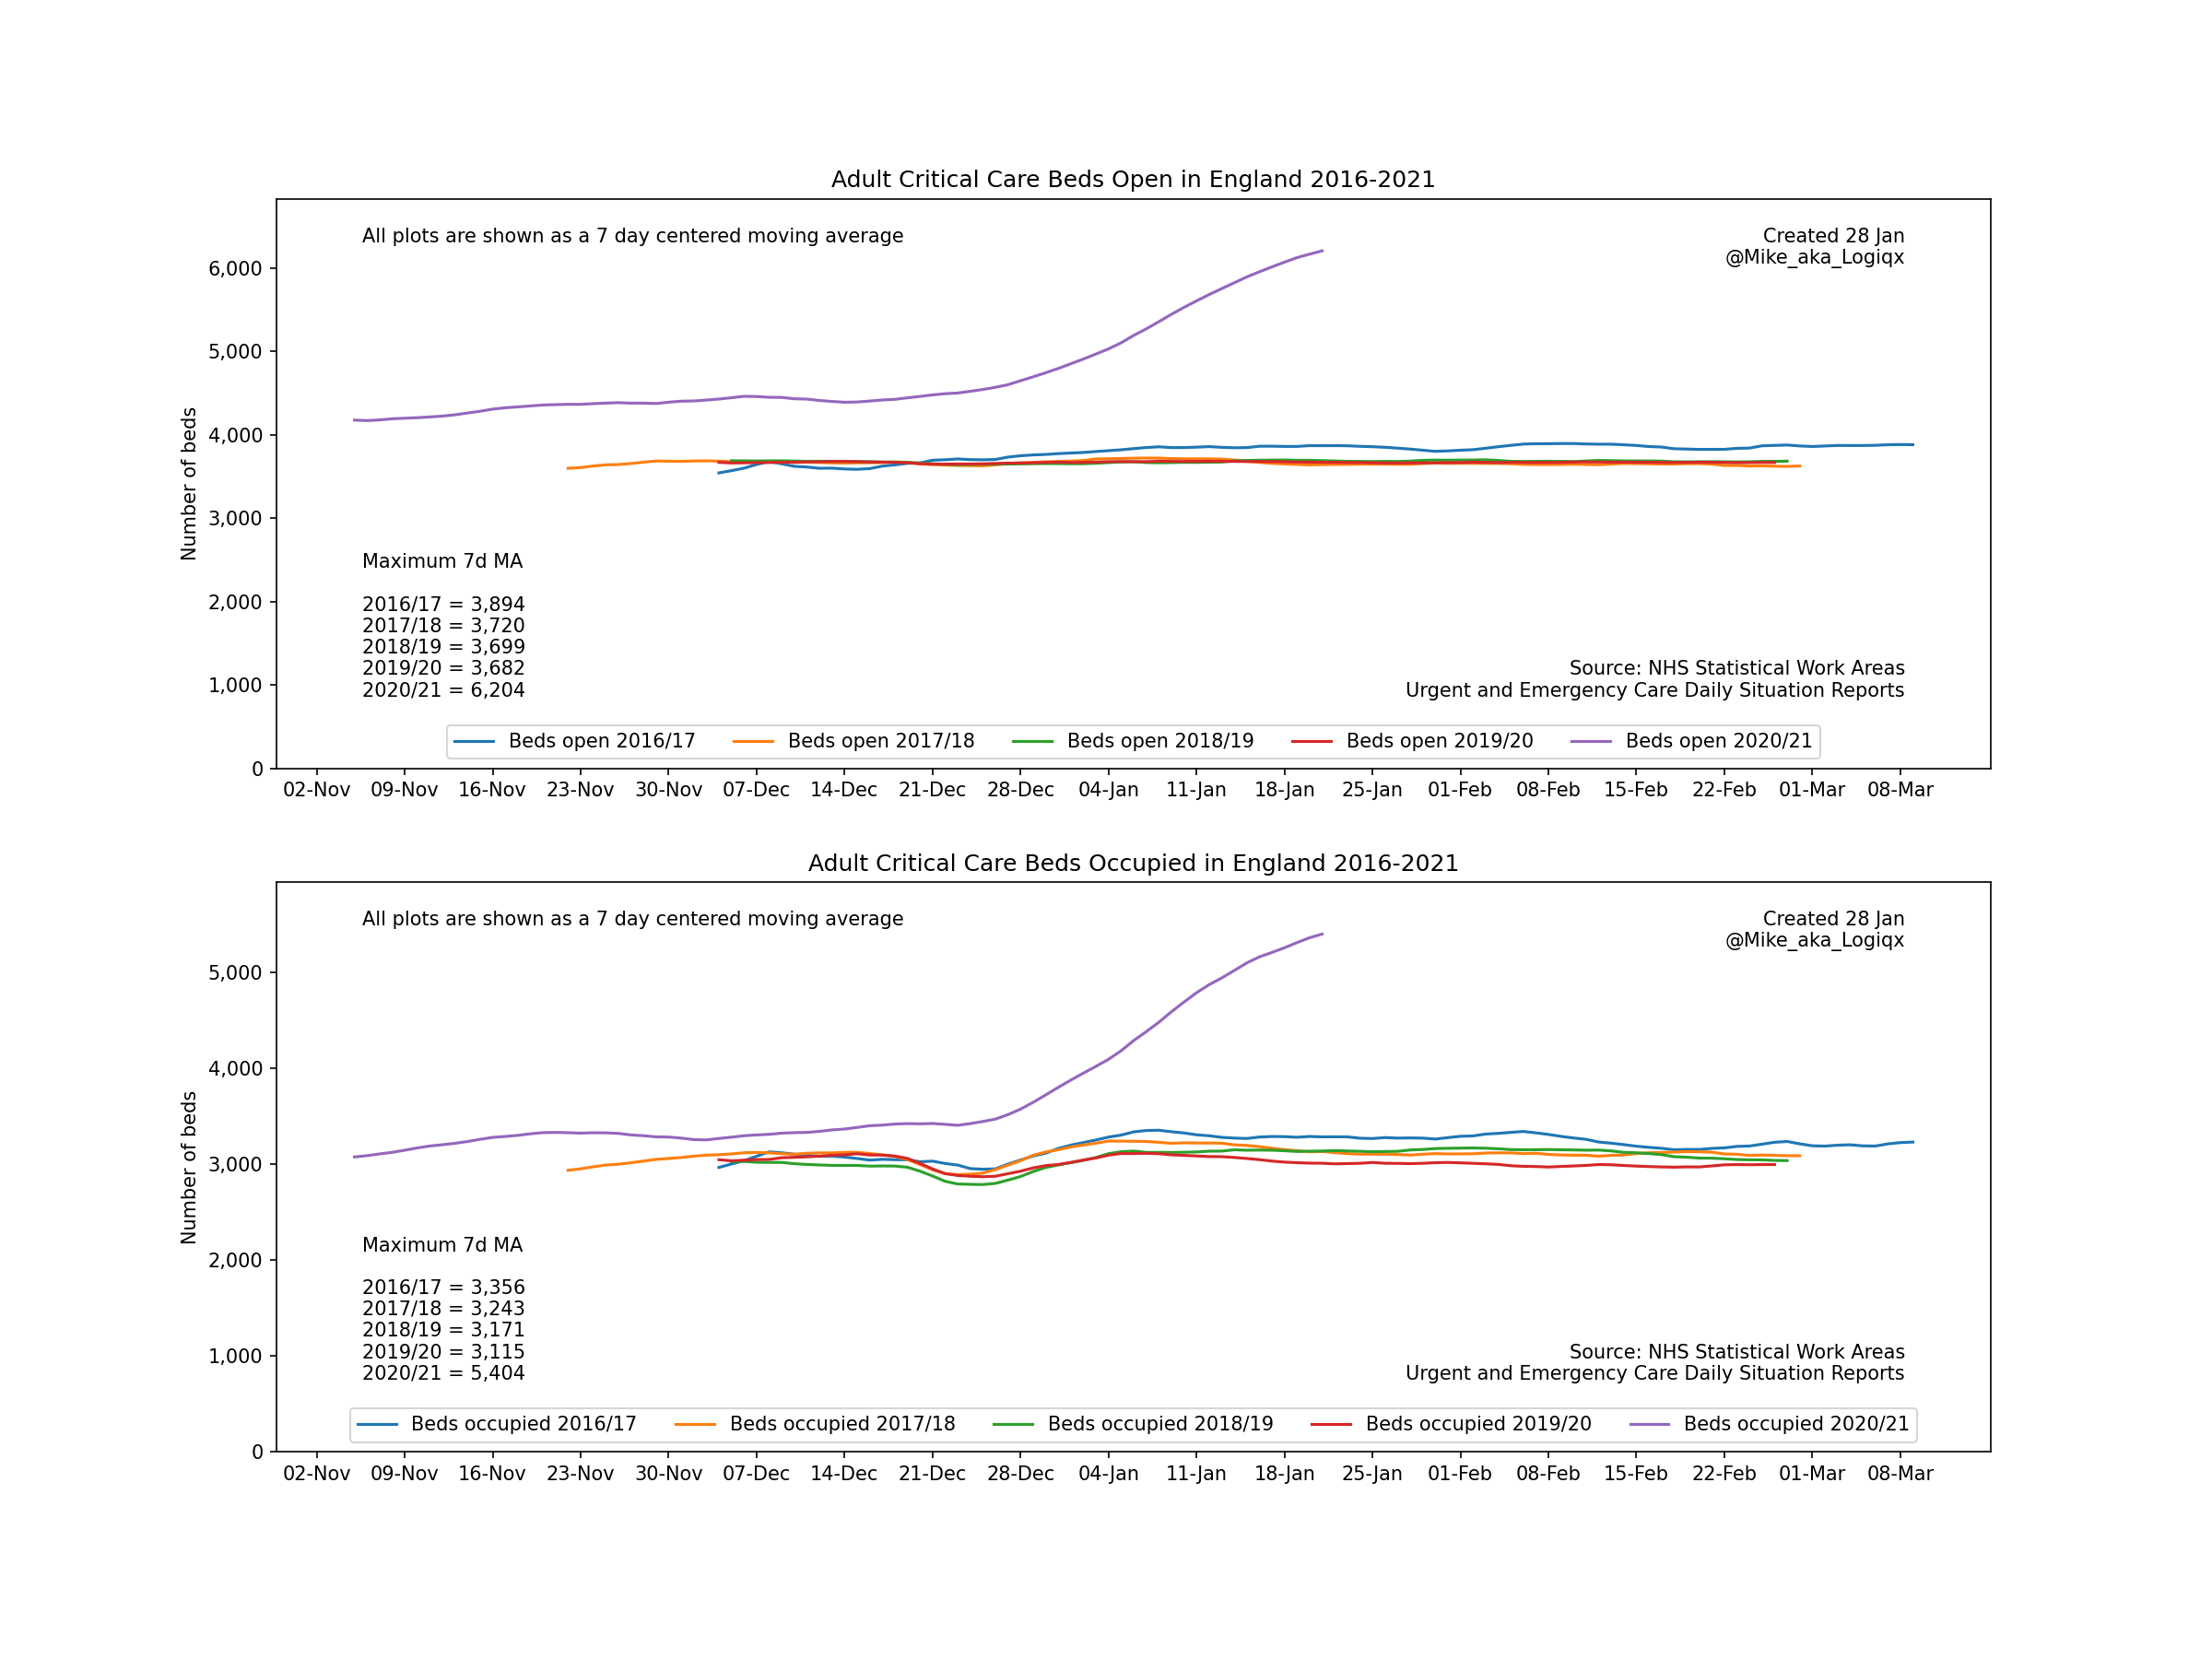 Adult Critical Care Beds Open in England 2016-2021
All plots are shown as a 7 day centered moving average
Created 28 Jan
@Mike_aka_Logiqx
6,000
5,000
4,000
3,000
2,000
1,000
0
Number of beds
Maximum 7d MA
2016/17 = 3,894
2017/18 = 3,720
2018/19 = 3,699
2019/20 = 3,682
2020/21 = 6,204
Source: NHS Statistical Work Areas
Urgent and Emergency Care Daily Situation Reports
Beds open 2016/17 Beds open 2017/18 Beds open 2018/19 Beds open 2019/20 Beds open 2020/21
02-Nov 09-Nov 16-Nov 23-Nov 30-Nov 07-Dec 14-Dec 21-Dec 28-Dec 04-Jan 11-Jan 18-Jan 25-Jan 01-Feb 08-Feb 15-Feb 22-Feb 01-Mar 08-Mar
Adult Critical Care Beds Occupied in England 2016-2021
All plots are shown as a 7 day centered moving average
Created 28 Jan
@Mike_aka_Logiqx
5,000
4,000
3,000
2,000
1,000
0
Number of beds
Maximum 7d MA
2016/17 = 3,356
2017/18 = 3,243
2018/19 = 3,171
2019/20 = 3,115
2020/21 = 5,404
Source: NHS Statistical Work Areas
Urgent and Emergency Care Daily Situation Reports
Beds occupied 2016/17 Beds occupied 2017/18 Beds occupied 2018/19 Beds occupied 2019/20 Beds occupied 2020/21
02-Nov 09-Nov 16-Nov 23-Nov 30-Nov 07-Dec 14-Dec 21-Dec 28-Dec 04-Jan 11-Jan 18-Jan 25-Jan 01-Feb 08-Feb 15-Feb 22-Feb 01-Mar 08-Mar